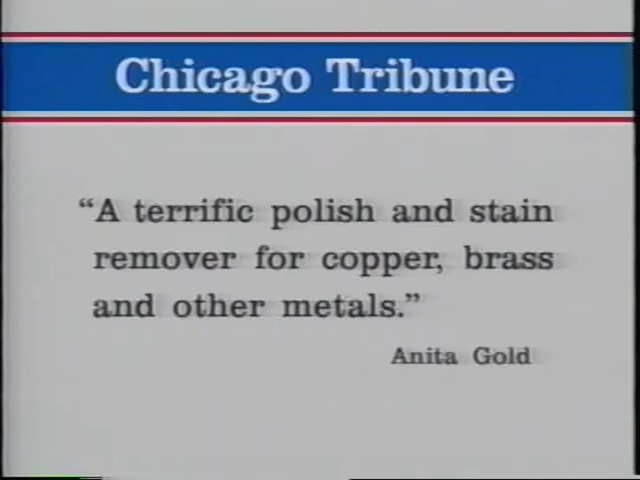 Chicago Tribune
“A terrific polish and stain
remover for copper, brass
and other metals.”
Anita Gold